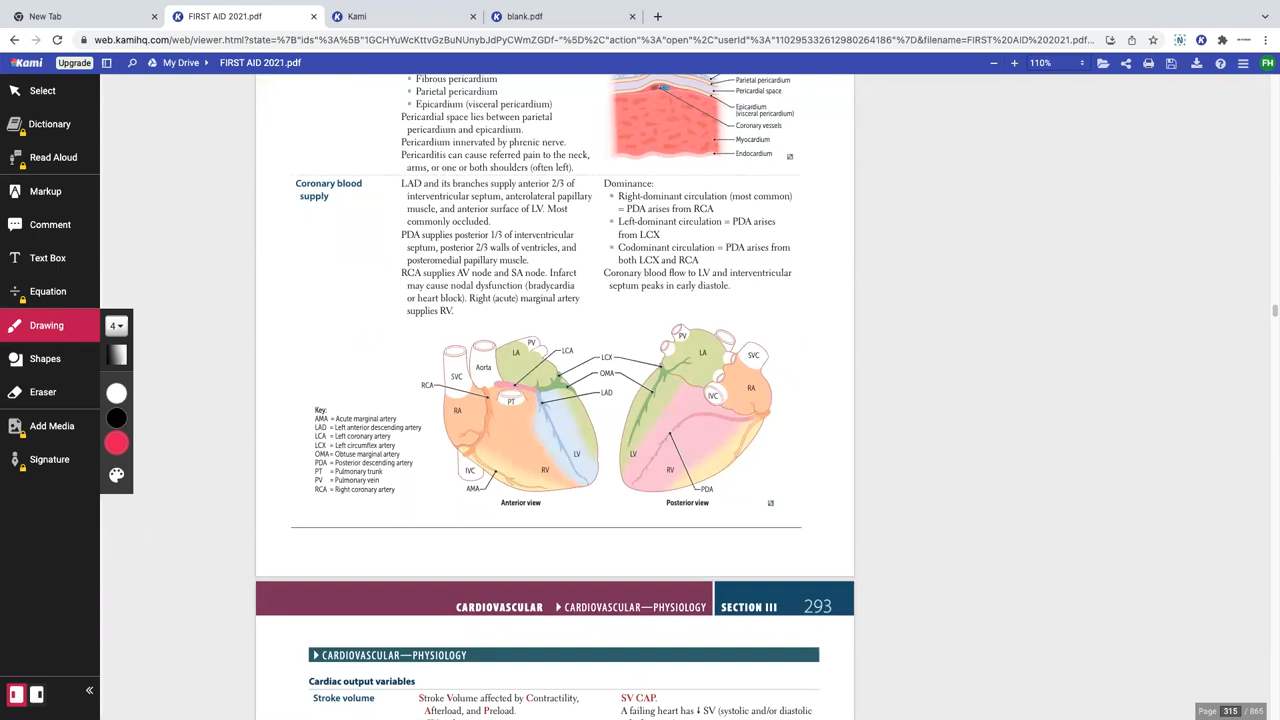 New Tab
FIRST AID 2021.pdf
Kami
blank.pdf
web.kamihq.com/web/viewer.html?state=%7B"ids"%3A%5B"1GCHYuWcKttvGzBuNUnybJdPyCWmZGDf-"%5D%2C"action"%3A"open"%2C"userId"%3A"110295332612980264186"%7D&filename=FIRST%20AID%202021.pdf...
Kami
Upgrade
My Drive
FIRST AID 2021.pdf
110%
FH
Select
Dictionary
Read Aloud
Markup
Comment
Text Box
Equation
Drawing
Shapes
Eraser
Add Media
Signature
4
Fibrous pericardium
Parietal pericardium
Epicardium (visceral pericardium)
Pericardial space lies between parietal
pericardium and epicardium.
Pericardium innervated by phrenic nerve.
Pericarditis can cause referred pain to the neck,
arms, or one or both shoulders (often left).
Parietal pericardium
Pericardial space
Epicardium
(visceral pericardium)
Coronary vessels
Myocardium
Endocardium
Coronary blood
supply
LAD and its branches supply anterior 2/3 of
interventricular septum, anterolateral papillary
muscle, and anterior surface of LV. Most
commonly occluded.
PDA supplies posterior 1/3 of interventricular
septum, posterior 2/3 walls of ventricles, and
posteromedial papillary muscle.
RCA supplies AV node and SA node. Infarct
may cause nodal dysfunction (bradycardia
or heart block). Right (acute) marginal artery
supplies RV.
Dominance:
Right-dominant circulation (most common)
= PDA arises from RCA
Left-dominant circulation = PDA arises
from LCX
Codominant circulation = PDA arises from
both LCX and RCA
Coronary blood flow to LV and interventricular
septum peaks in early diastole.
Key:
AMA = Acute marginal artery
LAD = Left anterior descending artery
LCA = Left coronary artery
LCX = Left circumflex artery
OMA = Obtuse marginal artery
PDA = Posterior descending artery
PT = Pulmonary trunk
PV = Pulmonary vein
RCA = Right coronary artery
SVC
Aorta
LA
PV
LCA
RCA
PT
RA
IVC
AMA
RV
LV
LCX
OMA
LAD
Anterior view
PV
LA
SVC
RA
IVC
LV
RV
PDA
Posterior view
CARDIOVASCULAR
CARDIOVASCULAR—PHYSIOLOGY
SECTION III
293
CARDIOVASCULAR—PHYSIOLOGY
Cardiac output variables
Stroke volume
Stroke Volume affected by Contractility,
Afterload, and Preload.
SV CAP.
A failing heart has ↓ SV (systolic and/or diastolic
Page 315 / 865